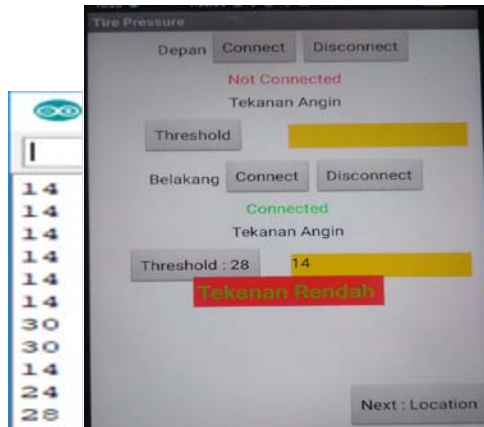 14
14
14
14
14
14
30
30
14
24
28
Tire Pressure
Depan Connect Disconnect
Not Connected
Tekanan Angin
Threshold
Belakang Connect Disconnect
Connected
Tekanan Angin
Threshold : 28 14
Tekanan Rendah
Next : Location